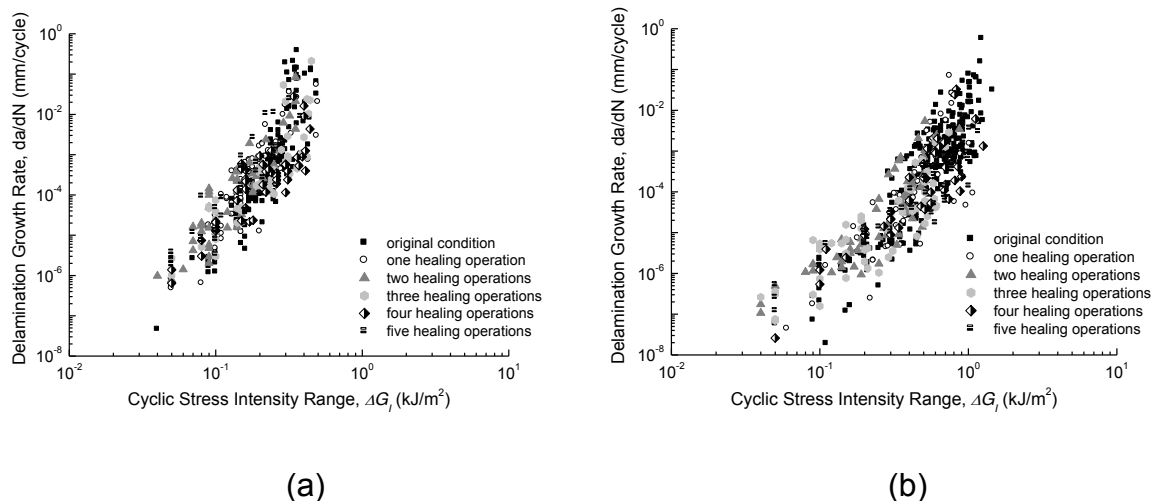 Delamination Growth Rate, da/dN (mm/cycle)
10^0
10^-2
10^-4
10^-6
10^-8
original condition
one healing operation
two healing operations
three healing operations
four healing operations
five healing operations
10^-2
10^-1
10^0
10^1
Cyclic Stress Intensity Range, ΔG_I (kJ/m^2)
(a)
Delamination Growth Rate, da/dN (mm/cycle)
10^0
10^-2
10^-4
10^-6
10^-8
original condition
one healing operation
two healing operations
three healing operations
four healing operations
five healing operations
10^-2
10^-1
10^0
10^1
Cyclic Stress Intensity Range, ΔG_I (kJ/m^2)
(b)